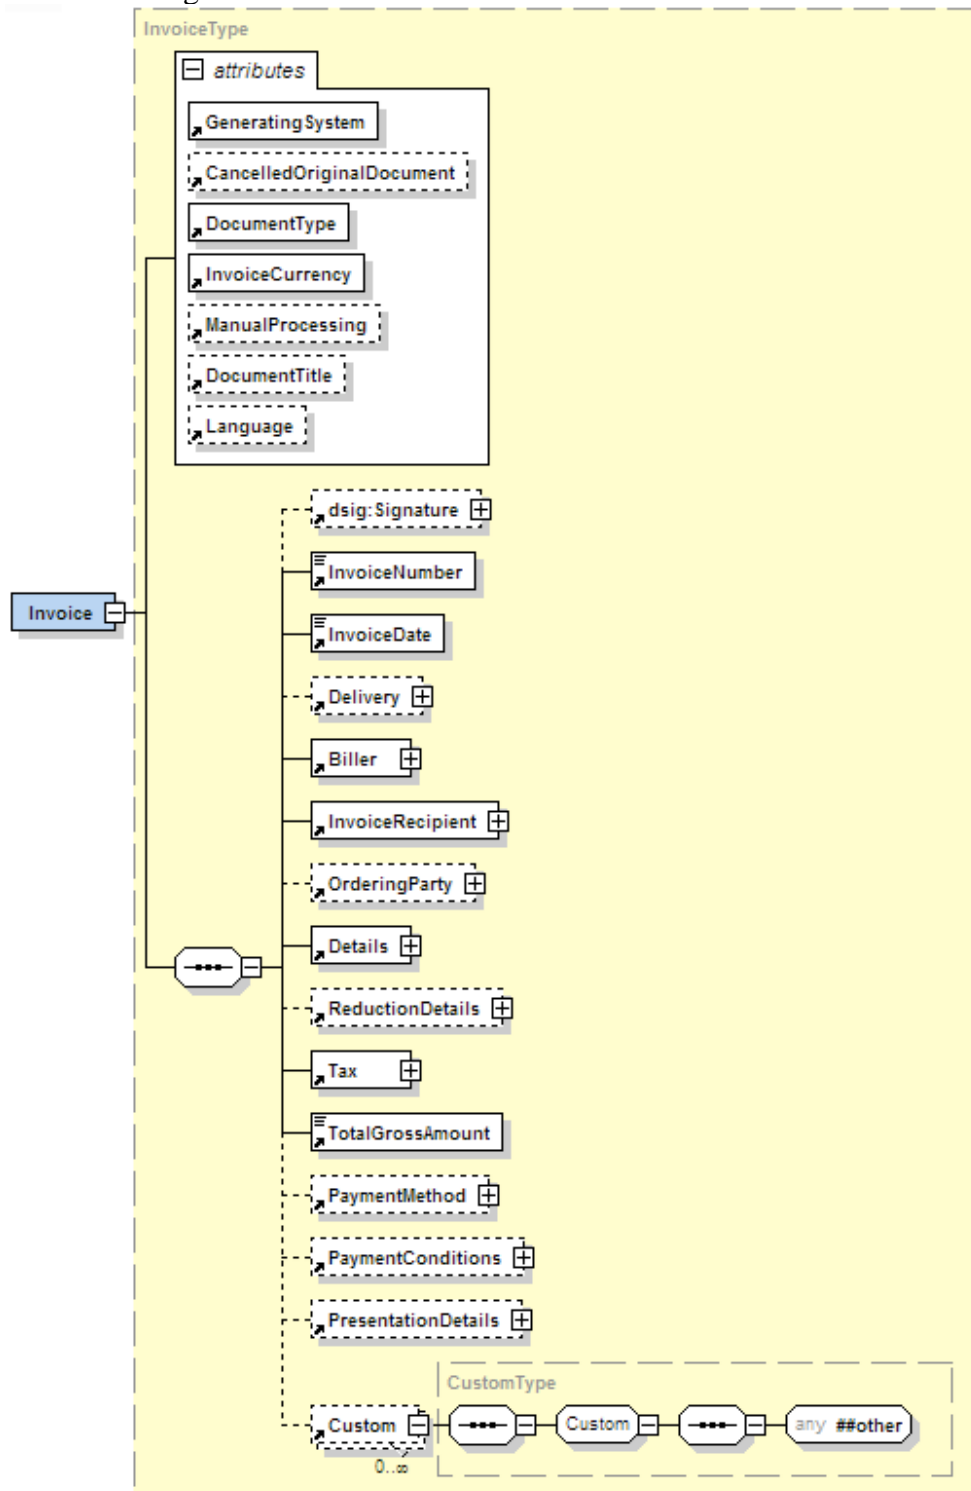 InvoiceType
attributes
GeneratingSystem
CancelledOriginalDocument
DocumentType
InvoiceCurrency
ManualProcessing
DocumentTitle
Language
dsig:Signature
InvoiceNumber
Invoice
InvoiceDate
Delivery
Biller
InvoiceRecipient
OrderingParty
Details
ReductionDetails
Tax
TotalGrossAmount
PaymentMethod
PaymentConditions
PresentationDetails
CustomType
Custom Custom any ##other
0..∞